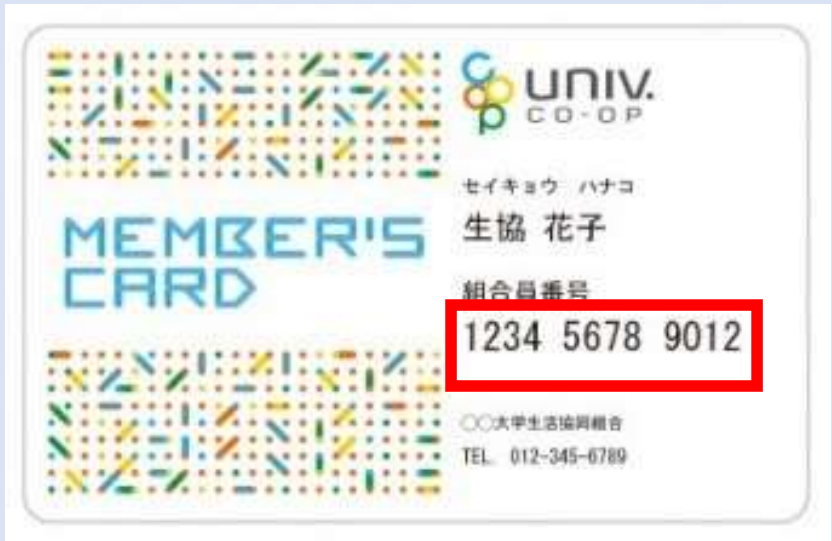 UNIV.
CO-OP
セイキョウ ハナコ
生協 花子
MEMBER'S
CARD
組合員番号
1234 5678 9012
○○大学生活協同組合
TEL. 012-345-6789